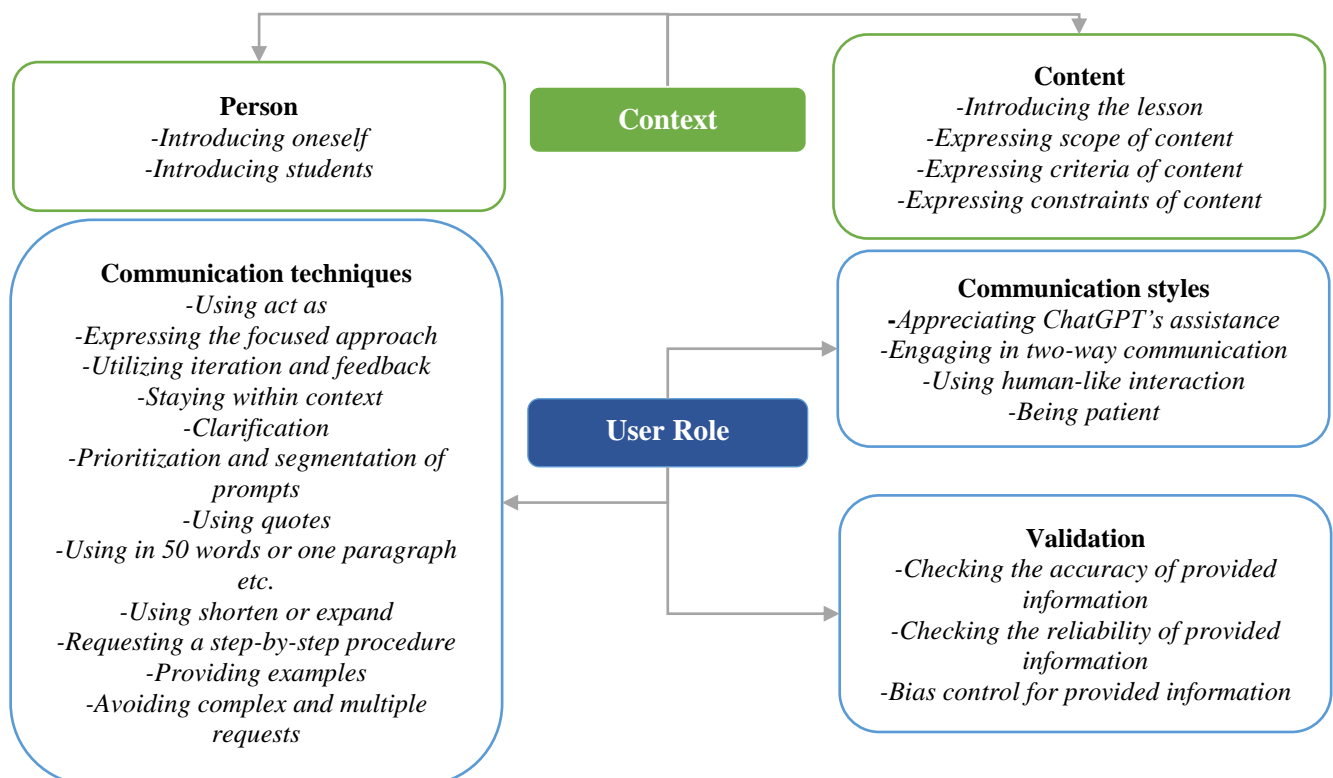 Person
-Introducing oneself
-Introducing students
Context
Content
-Introducing the lesson
-Expressing scope of content
-Expressing criteria of content
-Expressing constraints of content
Communication techniques
-Using act as
-Expressing the focused approach
-Utilizing iteration and feedback
-Staying within context
-Clarification
-Prioritization and segmentation of
prompts
-Using quotes
-Using in 50 words or one paragraph
etc.
-Using shorten or expand
-Requesting a step-by-step procedure
-Providing examples
-Avoiding complex and multiple
requests
User Role
Communication styles
-Appreciating ChatGPT’s assistance
-Engaging in two-way communication
-Using human-like interaction
-Being patient
Validation
-Checking the accuracy of provided
information
-Checking the reliability of provided
information
-Bias control for provided information